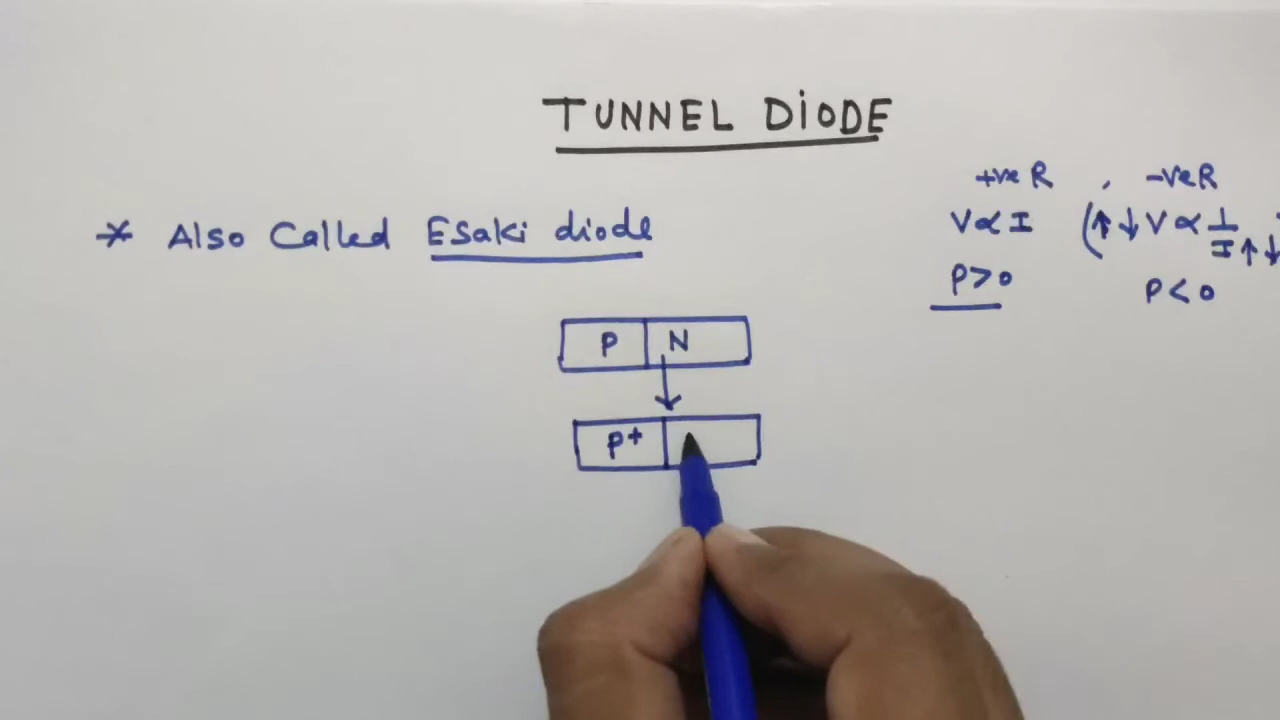 TUNNEL DiODE
+ve R , -ve R
* Also Called Esaki diode
V∝I (↑↓V∝1/I↑↓
P>0 P<0
P N
P+